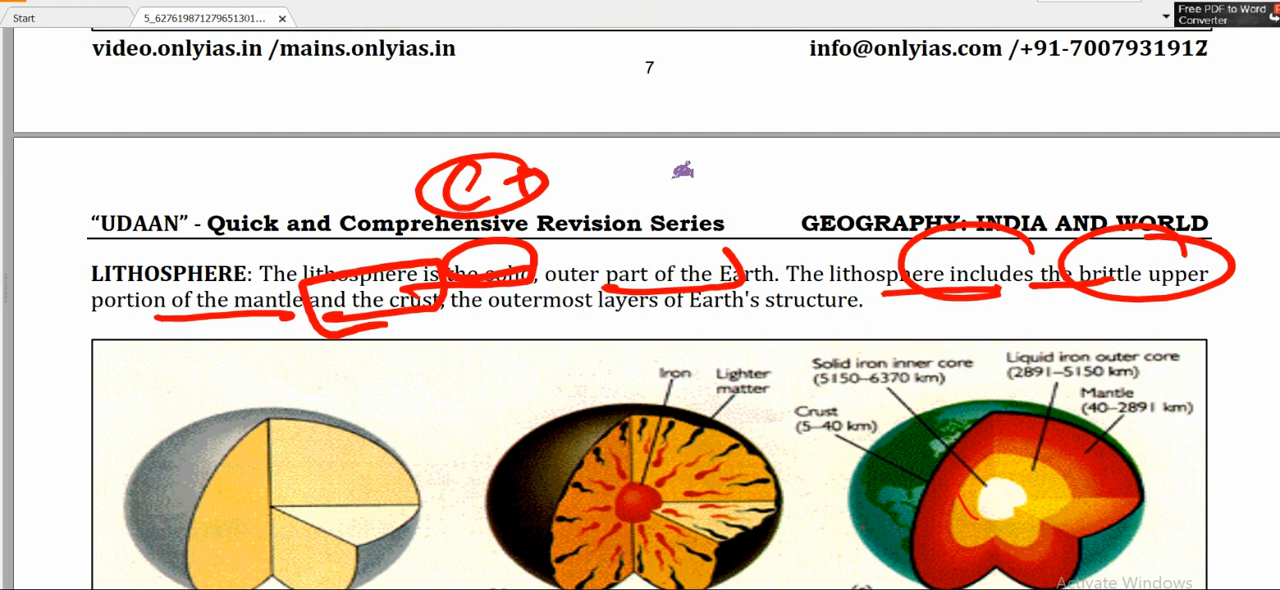 Start
5_627619871279651301...
Free PDF to Word
Converter
video.onlyias.in /mains.onlyias.in
info@onlyias.com /+91-7007931912
7
C+
“UDAAN” - Quick and Comprehensive Revision Series
GEOGRAPHY: INDIA AND WORLD
LITHOSPHERE: The lithosphere is the solid, outer part of the Earth. The lithosphere includes the brittle upper
portion of the mantle and the crust, the outermost layers of Earth's structure.
Iron
Lighter
matter
Solid iron inner core
(5150–6370 km)
Liquid iron outer core
(2891–5150 km)
Mantle
(40–2891 km)
Crust
(5–40 km)
Activate Windows